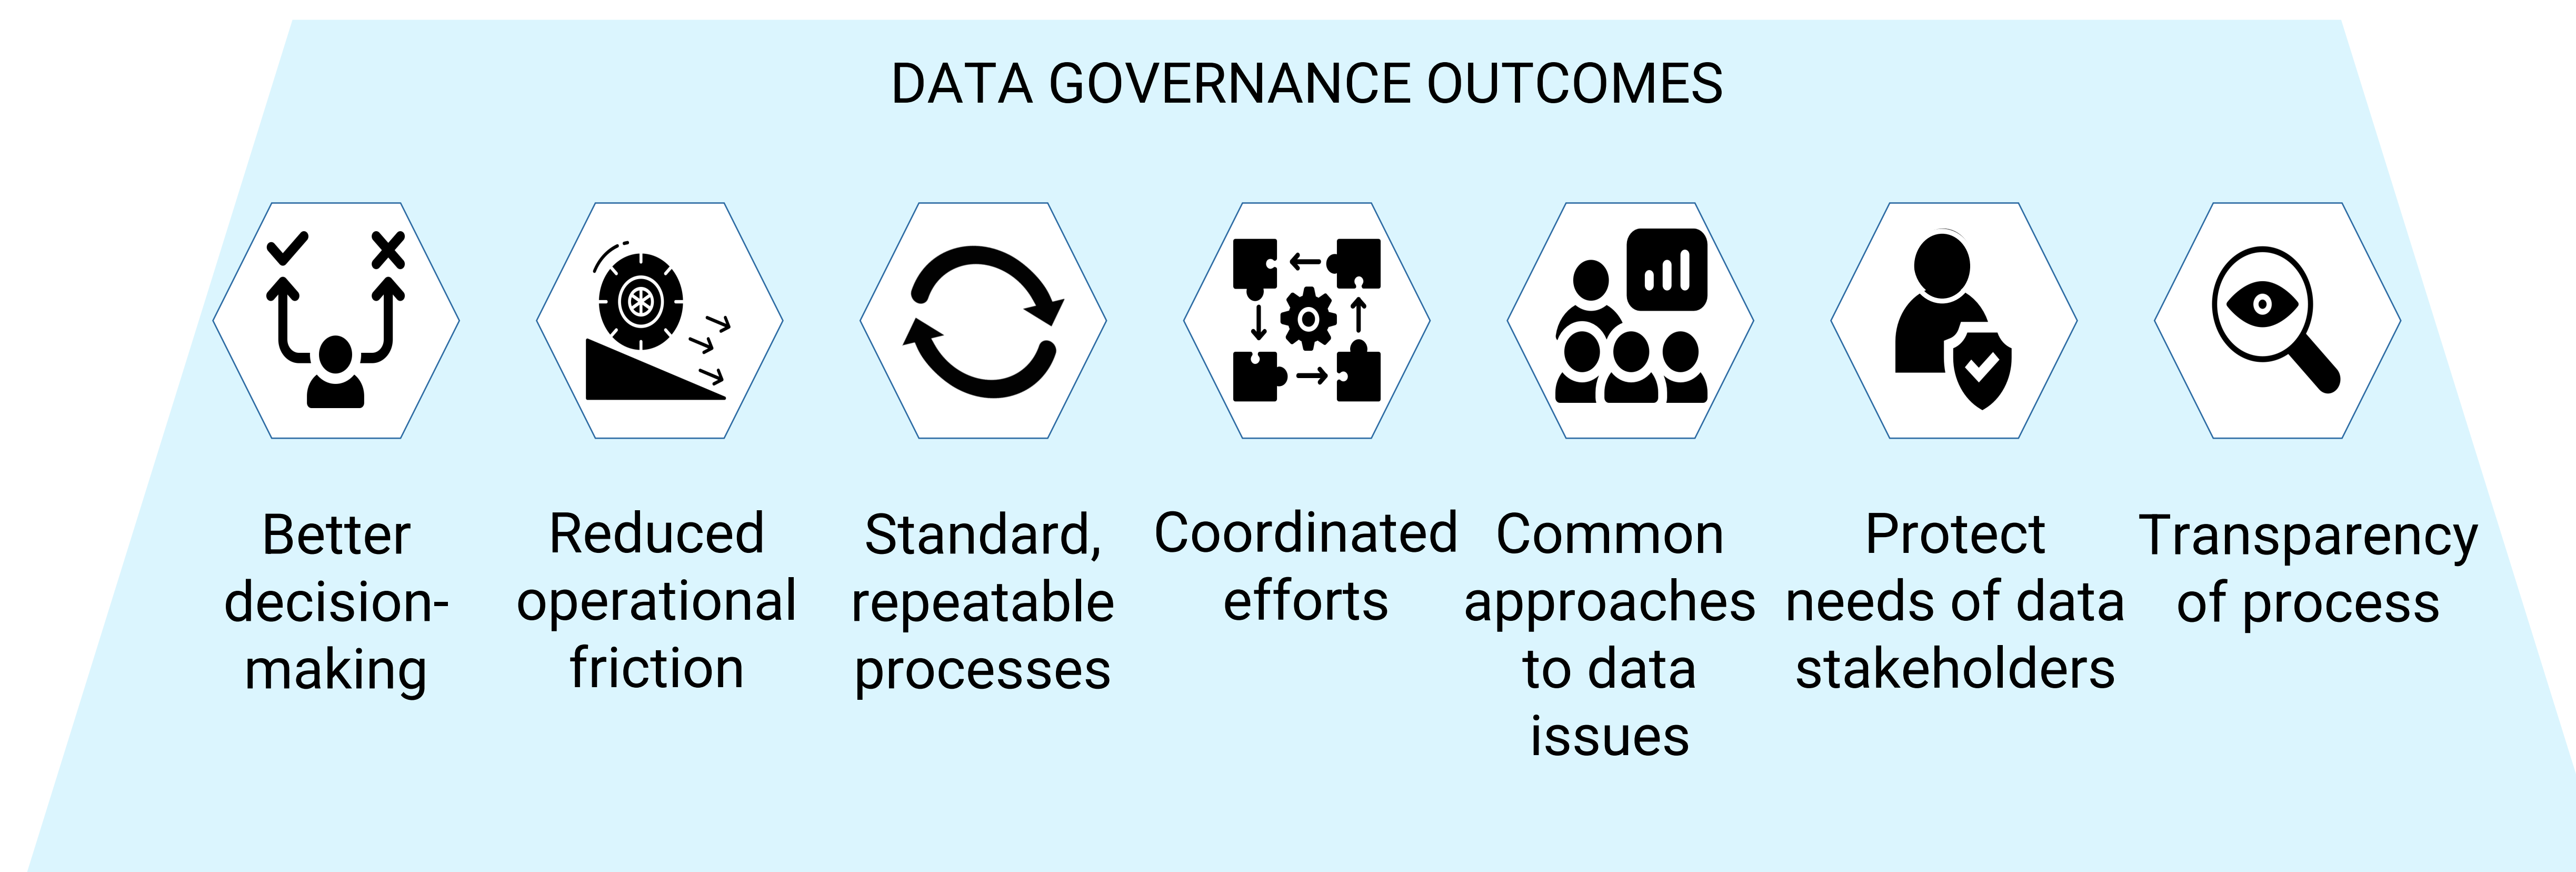 DATA GOVERNANCE OUTCOMES
Better
decision-
making
Reduced
operational
friction
Standard,
repeatable
processes
Coordinated
efforts
Common
approaches
to data
issues
Protect
needs of data
stakeholders
Transparency
of process